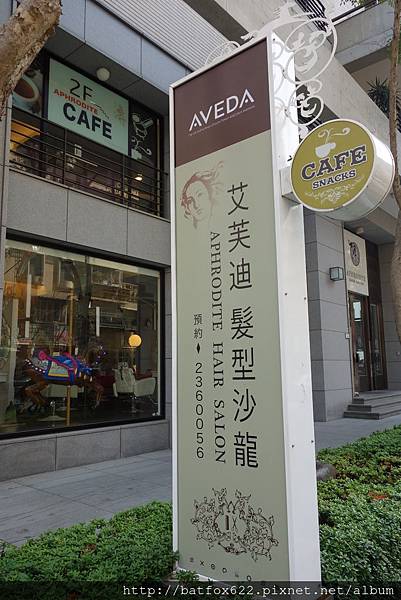 2F
APHRODITE
CAFE
AVEDA
CAFE
SNACKS
艾芙迪 髮型沙龍
APHRODITE HAIR SALON
預約♦2360056
http://batfox622.pixnet.net/album